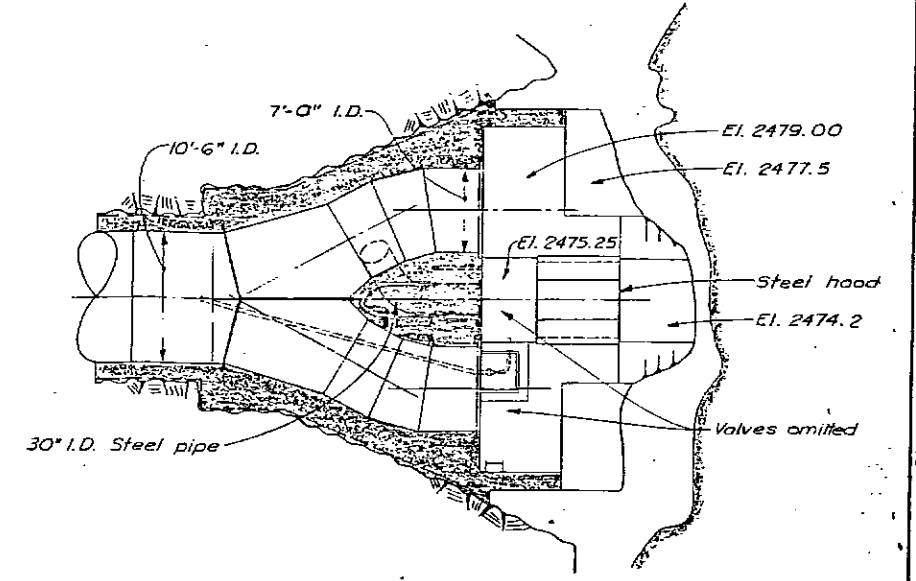 7'-0" I.D.
10'-6" I.D.
El. 2479.00
El. 2477.5
El. 2475.25
Steel hood
El. 2474.2
Valves omitted
30" I.D. Steel pipe